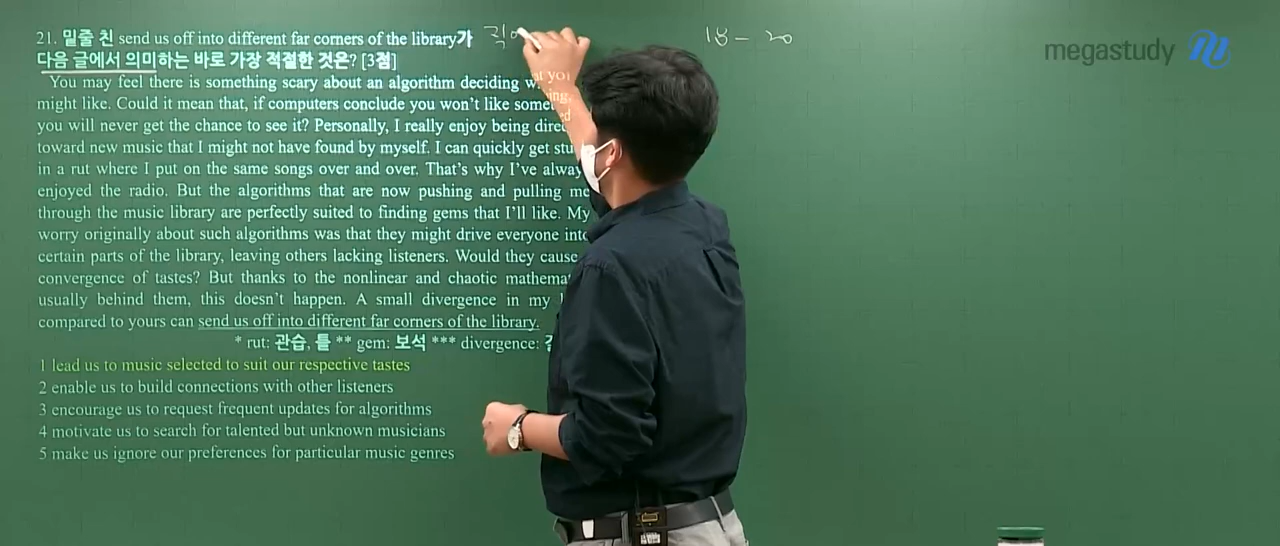 21. 밑줄 친 send us off into different far corners of the library가
다음 글에서 의미하는 바로 가장 적절한 것은? [3점]
You may feel there is something scary about an algorithm deciding
might like. Could it mean that, if computers conclude you won't like
you will never get the chance to see it? Personally, I really enjoy being
toward new music that I might not have found by myself. I can quickly get
in a rut where I put on the same songs over and over. That's why I've
enjoyed the radio. But the algorithms that are now pushing and pulling me
through the music library are perfectly suited to finding gems that I'll like. My
worry originally about such algorithms was that they might drive everyone into
certain parts of the library, leaving others lacking listeners. Would they cause
convergence of tastes? But thanks to the nonlinear and chaotic
usually behind them, this doesn't happen. A small divergence in my
compared to yours can send us off into different far corners of the library.
* rut: 관습, 틀 ** gem: 보석 *** divergence:
1 lead us to music selected to suit our respective tastes
2 enable us to build connections with other listeners
3 encourage us to request frequent updates for algorithms
4 motivate us to search for talented but unknown musicians
5 make us ignore our preferences for particular music genres
18 - 20
megastudy